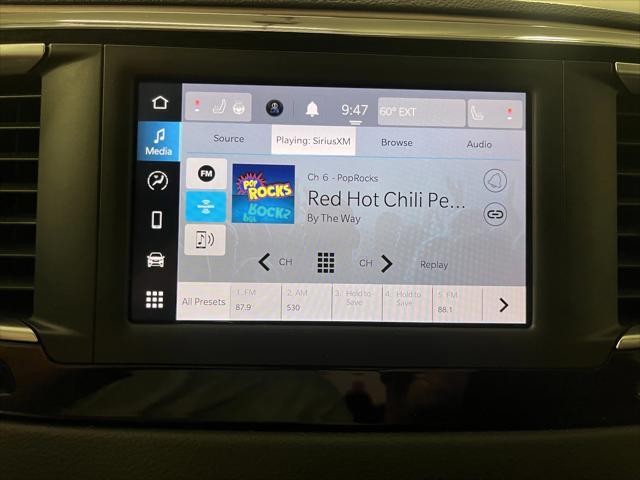 9:47
60° EXT
Media
Source
Playing: SiriusXM
Browse
Audio
FM
POP ROCKS
Ch 6 - PopRocks
Red Hot Chili Pe...
By The Way
CH
CH
Replay
All Presets
1. FM
87.9
2. AM
530
3. Hold to
Save
4. Hold to
Save
5. FM
88.1